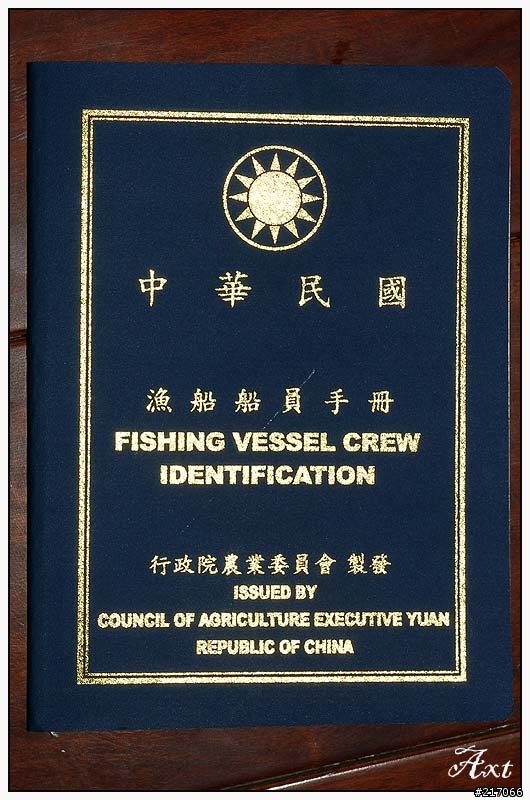 中華民國
漁船船員手冊
FISHING VESSEL CREW
IDENTIFICATION
行政院農業委員會 製發
ISSUED BY
COUNCIL OF AGRICULTURE EXECUTIVE YUAN
REPUBLIC OF CHINA
Axt
#217066